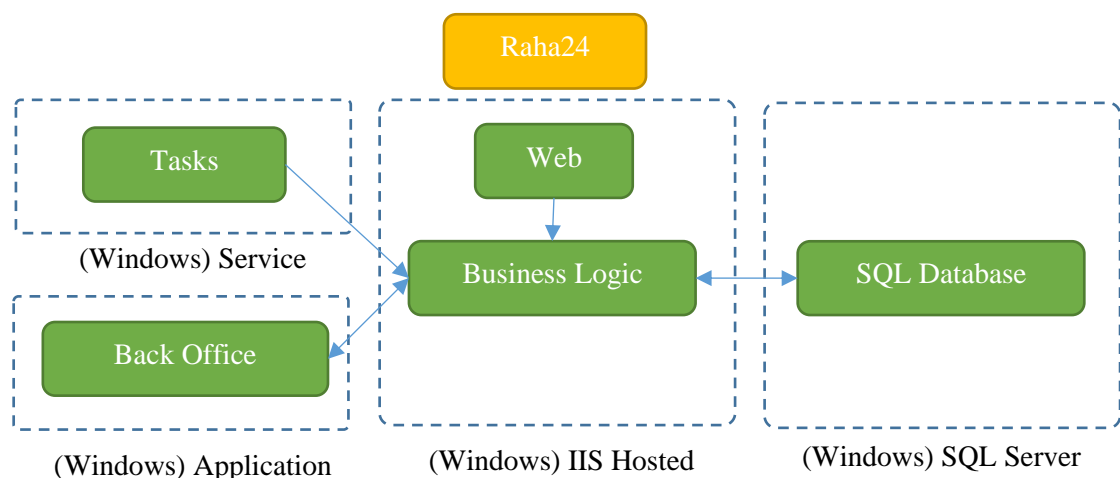 Raha24
Tasks
Web
(Windows) Service
Business Logic
SQL Database
Back Office
(Windows) Application
(Windows) IIS Hosted
(Windows) SQL Server